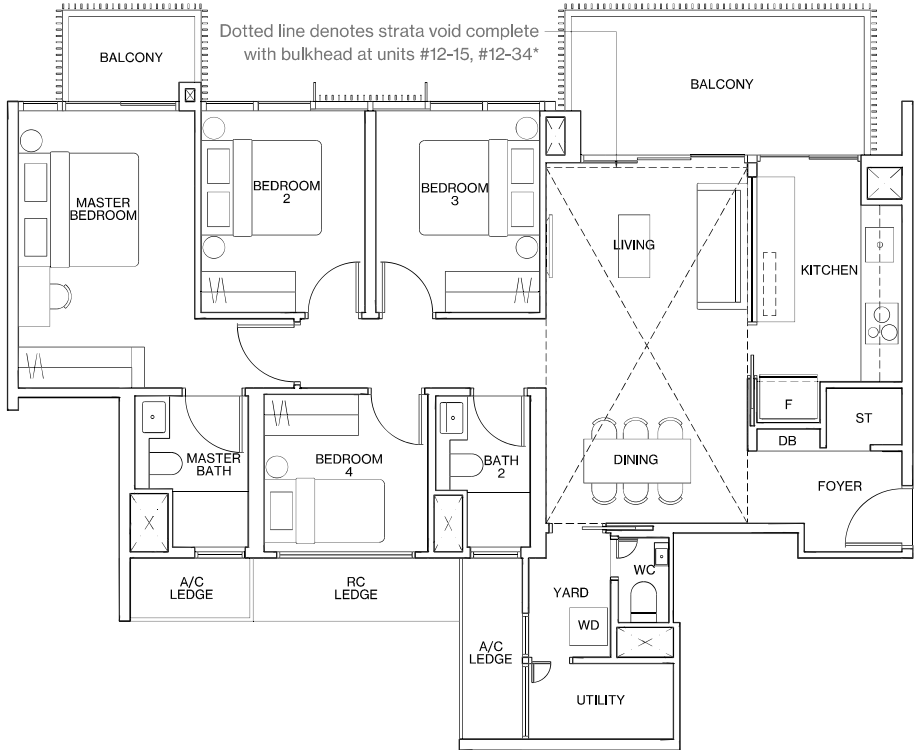 Dotted line denotes strata void complete
with bulkhead at units #12-15, #12-34*
BALCONY
BALCONY
MASTER
BEDROOM
BEDROOM
2
BEDROOM
3
LIVING
KITCHEN
F
ST
DB
MASTER
BATH
BEDROOM
4
BATH
2
DINING
FOYER
A/C
LEDGE
RC
LEDGE
A/C
LEDGE
YARD
WC
WD
UTILITY